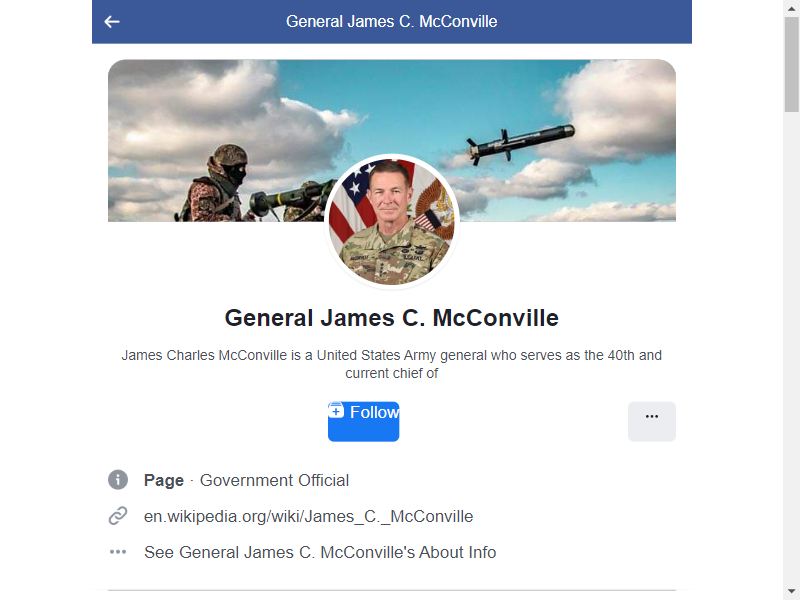 General James C. McConville
General James C. McConville
James Charles McConville is a United States Army general who serves as the 40th and
current chief of
Follow
Page · Government Official
en.wikipedia.org/wiki/James_C._McConville
See General James C. McConville's About Info